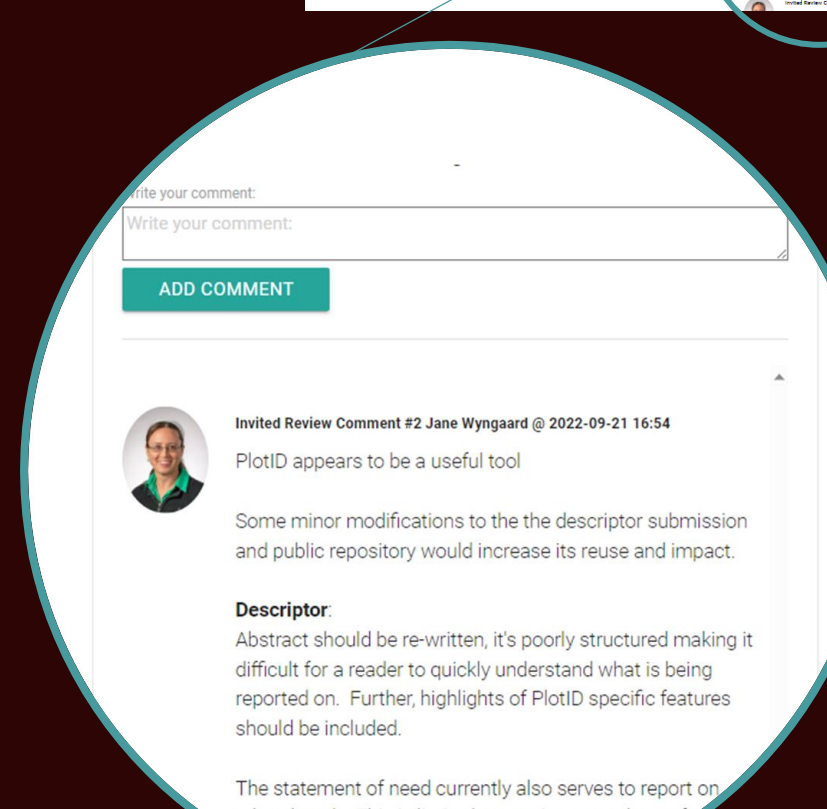 Invited Review C
-
rite your comment:
Write your comment:
ADD COMMENT
Invited Review Comment #2 Jane Wyngaard @ 2022-09-21 16:54
PlotID appears to be a useful tool
Some minor modifications to the the descriptor submission
and public repository would increase its reuse and impact.
Descriptor:
Abstract should be re-written, it's poorly structured making it
difficult for a reader to quickly understand what is being
reported on. Further, highlights of PlotID specific features
should be included.
The statement of need currently also serves to report on